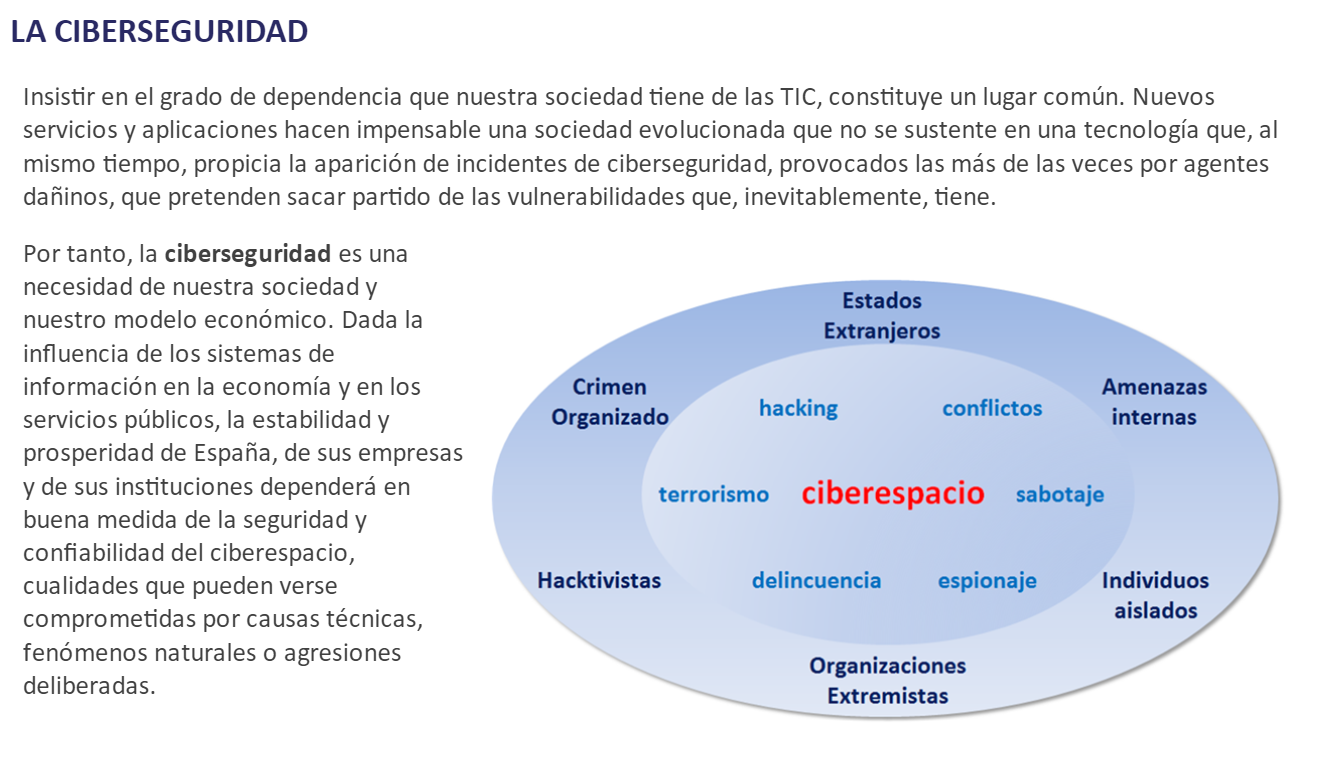 LA CIBERSEGURIDAD
Insistir en el grado de dependencia que nuestra sociedad tiene de las TIC, constituye un lugar común. Nuevos
servicios y aplicaciones hacen impensable una sociedad evolucionada que no se sustente en una tecnología que, al
mismo tiempo, propicia la aparición de incidentes de ciberseguridad, provocados las más de las veces por agentes
dañinos, que pretenden sacar partido de las vulnerabilidades que, inevitablemente, tiene.
Por tanto, la ciberseguridad es una
necesidad de nuestra sociedad y
nuestro modelo económico. Dada la
influencia de los sistemas de
información en la economía y en los
servicios públicos, la estabilidad y
prosperidad de España, de sus empresas
y de sus instituciones dependerá en
buena medida de la seguridad y
confiabilidad del ciberespacio,
cualidades que pueden verse
comprometidas por causas técnicas,
fenómenos naturales o agresiones
deliberadas.
Estados
Extranjeros
Crimen
Organizado
hacking
conflictos
Amenazas
internas
terrorismo
ciberespacio
sabotaje
Hacktivistas
delincuencia
espionaje
Individuos
aislados
Organizaciones
Extremistas